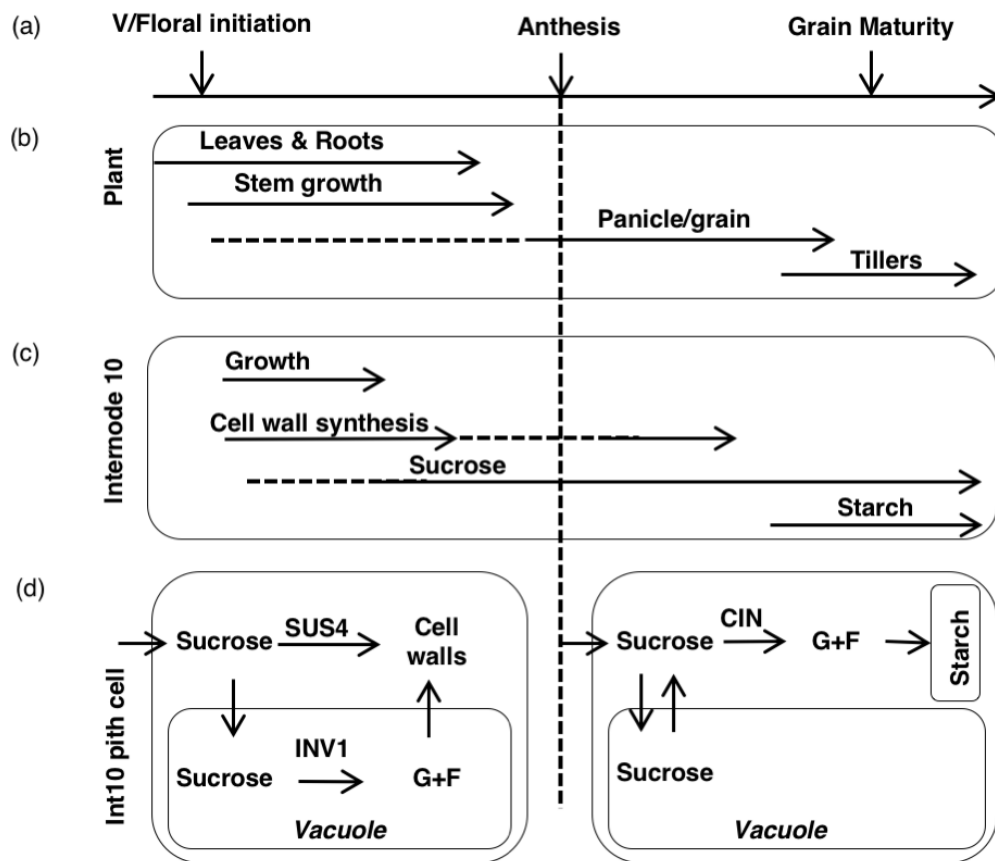 (a)
V/Floral initiation
Anthesis
Grain Maturity
(b)
Plant
Leaves & Roots
Stem growth
Panicle/grain
Tillers
(c)
Internode 10
Growth
Cell wall synthesis
Sucrose
Starch
(d)
Int10 pith cell
Sucrose
SUS4
Cell
walls
Sucrose
INV1
G+F
Vacuole
Sucrose
CIN
G+F
Starch
Sucrose
Vacuole